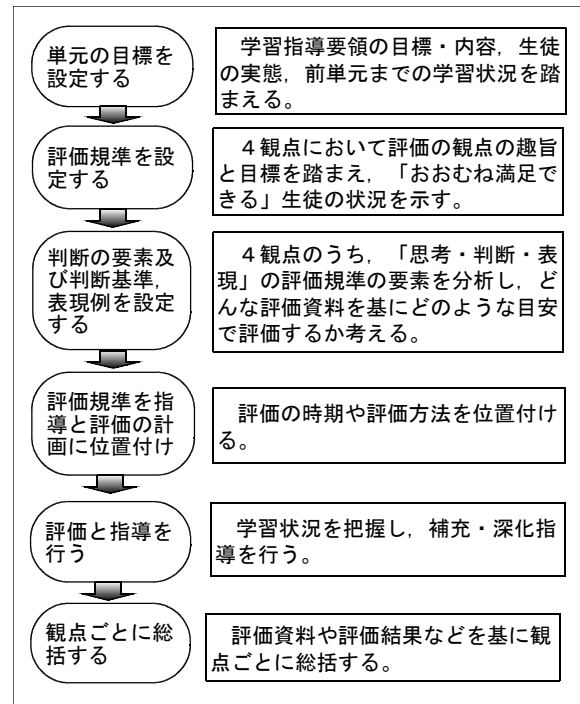 単元の目標を
設定する
　学習指導要領の目標・内容，生徒
の実態，前単元までの学習状況を踏
まえる。
評価規準を設
定する
　４観点において評価の観点の趣旨
と目標を踏まえ，「おおむね満足で
きる」生徒の状況を示す。
判断の要素及
び判断基準，
表現例を設定
する
　４観点のうち，「思考・判断・表
現」の評価規準の要素を分析し，ど
んな評価資料を基にどのような目安
で評価するか考える。
評価規準を指
導と評価の計
画に位置付け
　評価の時期や評価方法を位置付け
る。
評価と指導を
行う
　学習状況を把握し，補充・深化指
導を行う。
観点ごとに総
括する
　評価資料や評価結果などを基に観
点ごとに総括する。